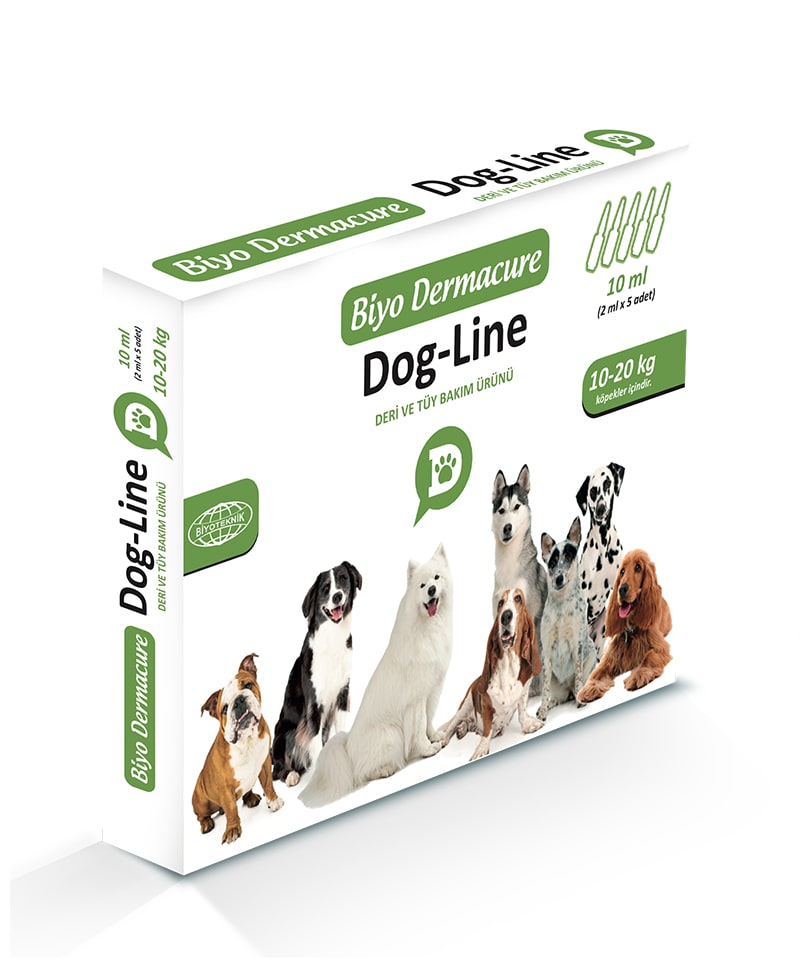 Biyo Dermacure
Dog-Line
DERİ VE TÜY BAKIM ÜRÜNÜ
D
Biyo Dermacure
Dog-Line
DERİ VE TÜY BAKIM ÜRÜNÜ
D
10 ml
(2 ml x 5 adet)
10-20 kg
köpekler içindir.
BİYOTEKNİK
Biyo Dermacure
Dog-Line
DERİ VE TÜY BAKIM ÜRÜNÜ
D
10 ml
(2 ml x 5 adet)
10-20 kg